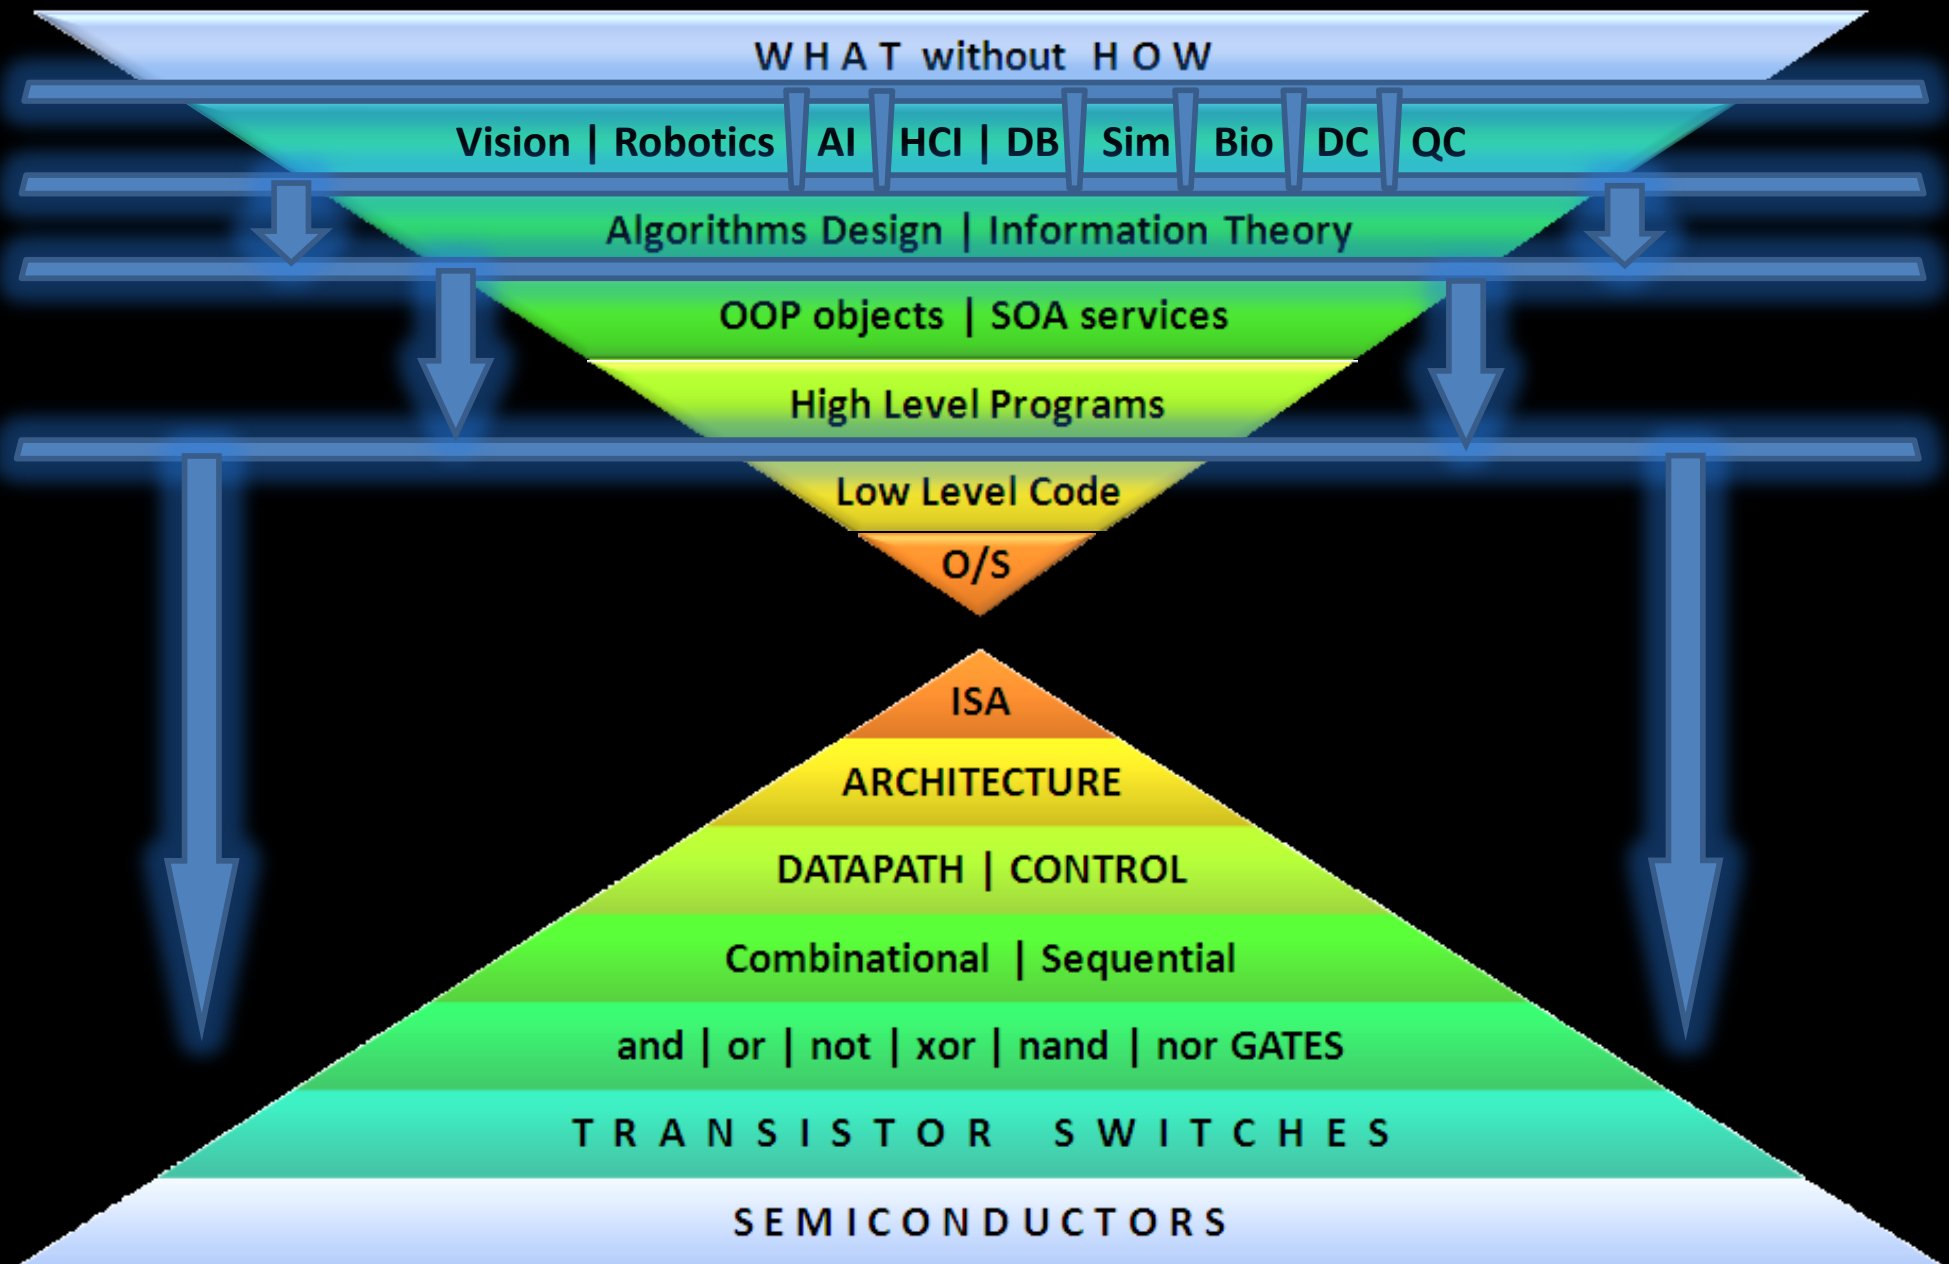 WHAT without HOW
Vision | Robotics AI HCI | DB Sim Bio DC QC
Algorithms Design | Information Theory
OOP objects | SOA services
High Level Programs
Low Level Code
O/S
ISA
ARCHITECTURE
DATAPATH | CONTROL
Combinational | Sequential
and | or | not | xor | nand | nor GATES
TRANSISTOR SWITCHES
SEMICONDUCTORS